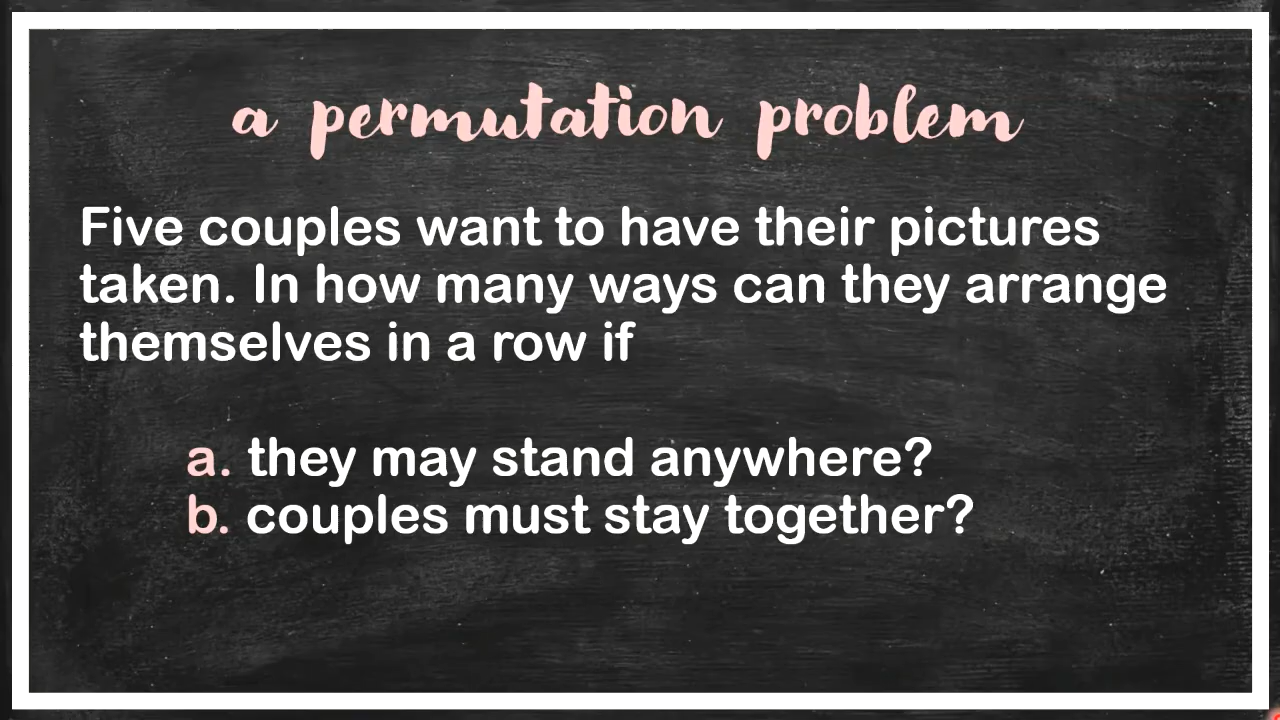 a permutation problem
Five couples want to have their pictures
taken. In how many ways can they arrange
themselves in a row if
a. they may stand anywhere?
b. couples must stay together?